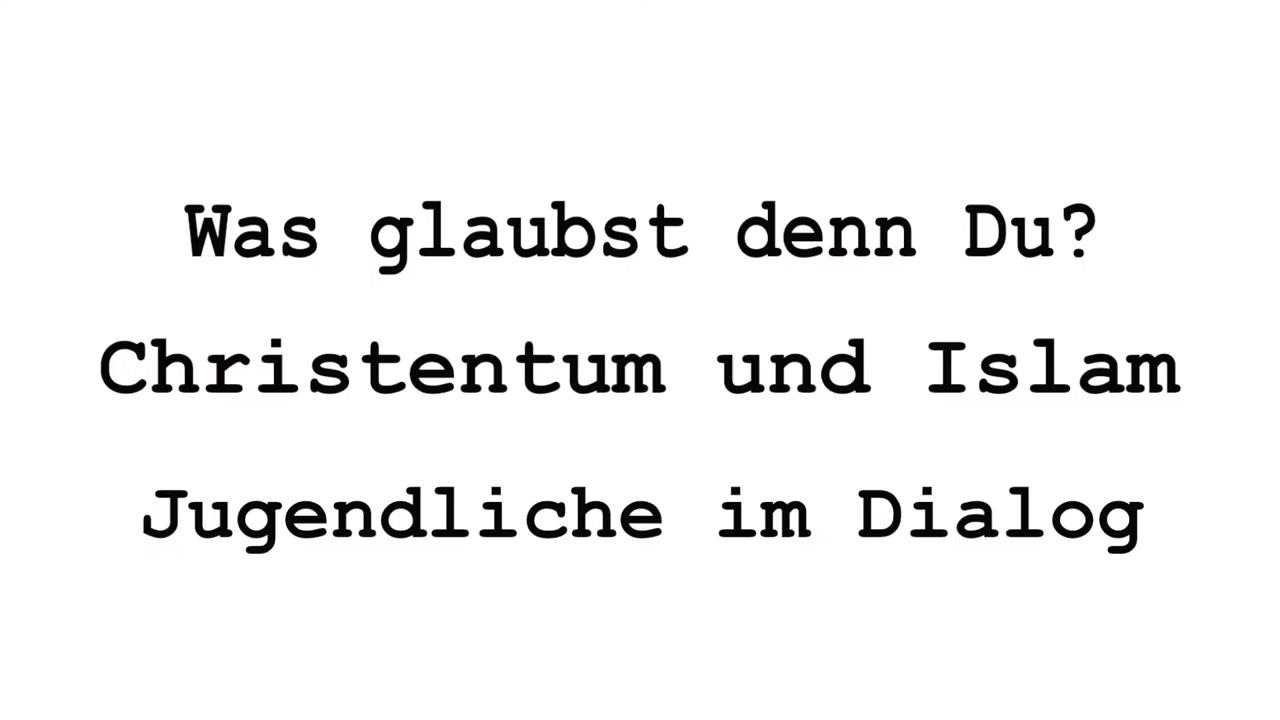 Was glaubst denn Du?
Christentum und Islam
Jugendliche im Dialog